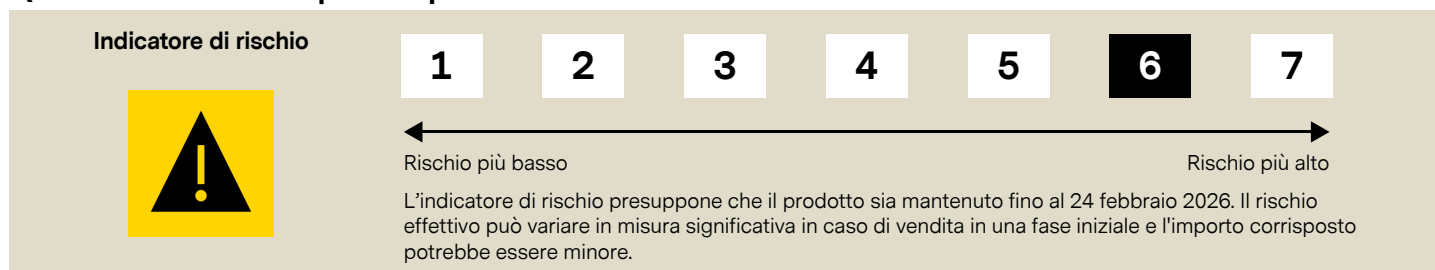 Indicatore di rischio
1 2 3 4 5 6 7
Rischio più basso Rischio più alto
L'indicatore di rischio presuppone che il prodotto sia mantenuto fino al 24 febbraio 2026. Il rischio
effettivo può variare in misura significativa in caso di vendita in una fase iniziale e l'importo corrisposto
potrebbe essere minore.